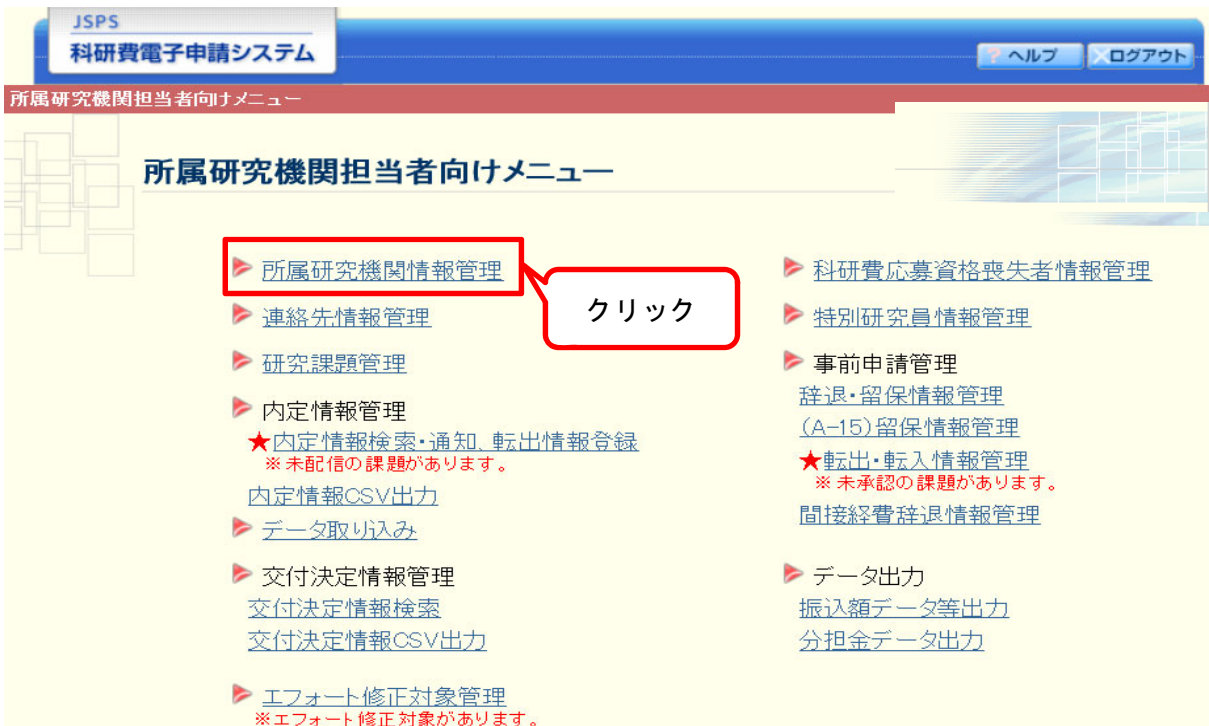 JSPS
科研費電子申請システム
? ヘルプ
×ログアウト
所属研究機関担当者向けメニュー
所属研究機関担当者向けメニュー
所属研究機関情報管理
クリック
連絡先情報管理
研究課題管理
内定情報管理
★内定情報検索・通知、転出情報登録
※未配信の課題があります。
内定情報CSV出力
データ取り込み
交付決定情報管理
交付決定情報検索
交付決定情報CSV出力
エフォート修正対象管理
※エフォート修正対象があります。
科研費応募資格喪失者情報管理
特別研究員情報管理
事前申請管理
辞退・留保情報管理
(A-15)留保情報管理
★転出・転入情報管理
※未承認の課題があります。
間接経費辞退情報管理
データ出力
振込額データ等出力
分担金データ出力